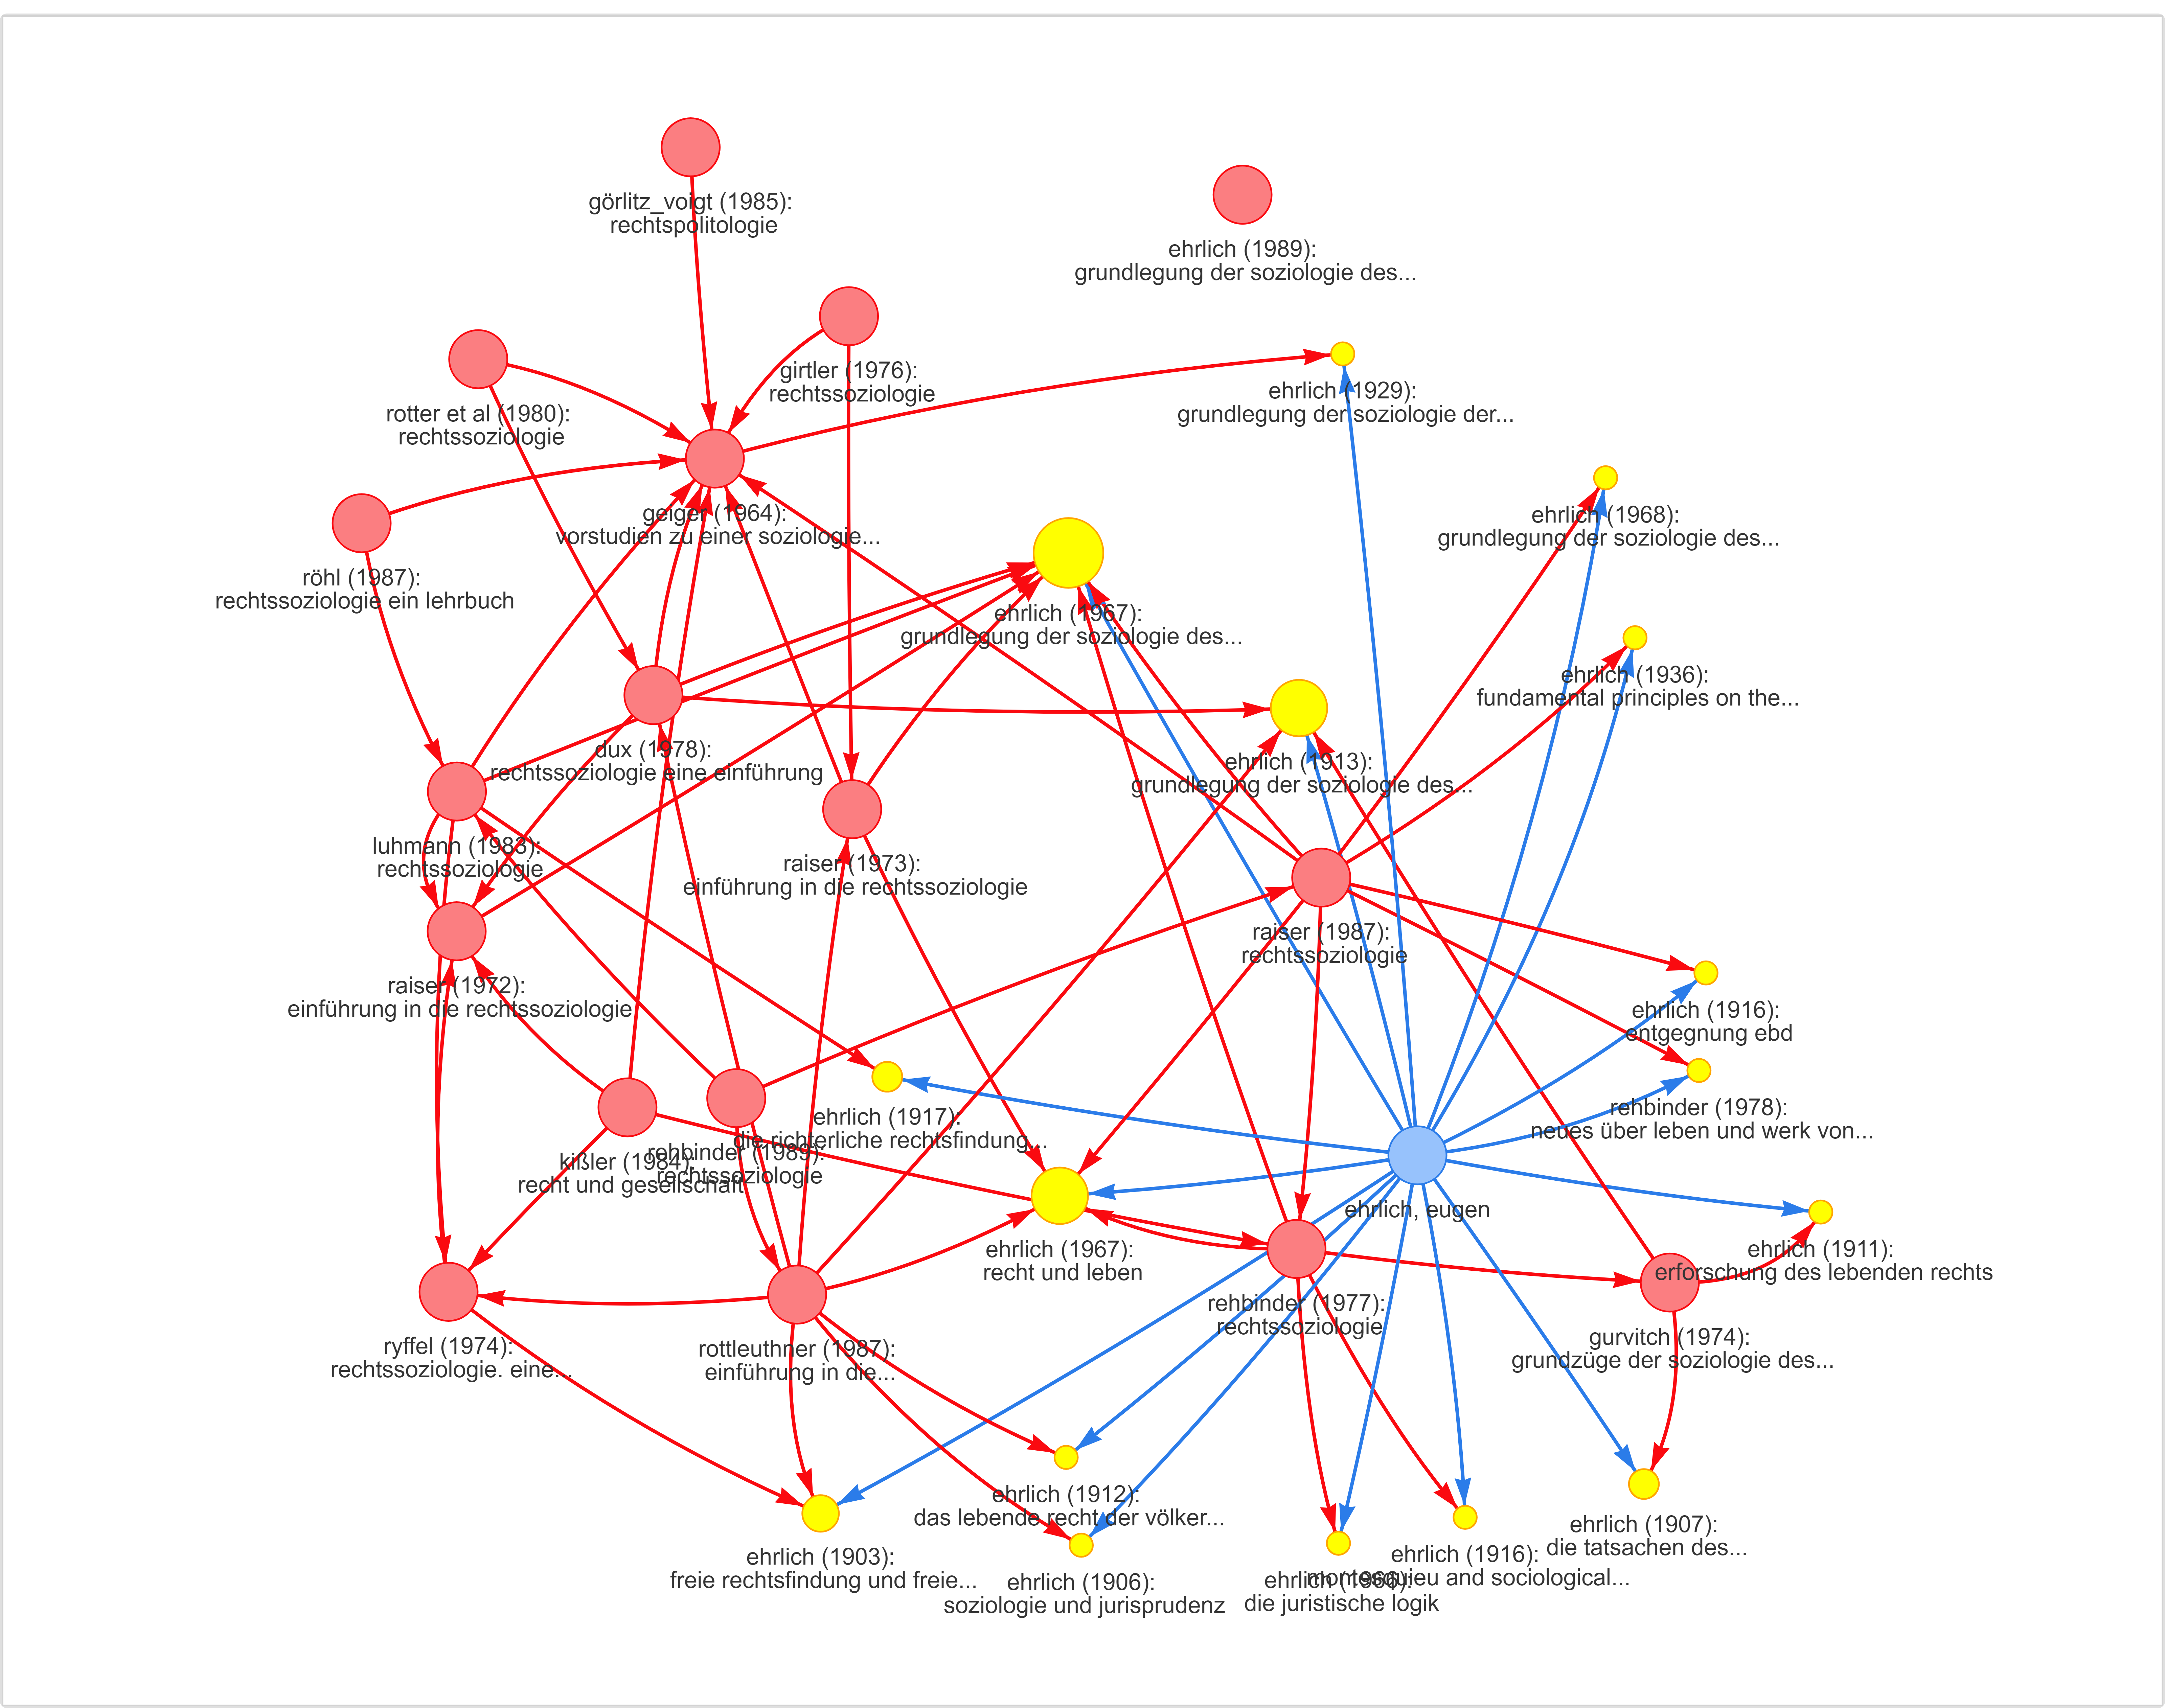 görlitz_voigt (1985):
rechtspolitologie
ehrlich (1989):
grundlegung der soziologie des...
girtler (1976):
rechtssoziologie
rotter et al (1980):
rechtssoziologie
ehrlich (1929):
grundlegung der soziologie der...
geiger (1964):
vorstudien zu einer soziologie...
ehrlich (1968):
grundlegung der soziologie des...
röhl (1987):
rechtssoziologie ein lehrbuch
ehrlich (1967):
grundlegung der soziologie des...
ehrlich (1936):
fundamental principles on the...
dux (1978):
rechtssoziologie eine einführung
ehrlich (1913):
grundlegung der soziologie des...
luhmann (1983):
rechtssoziologie
raiser (1973):
einführung in die rechtssoziologie
raiser (1987):
rechtssoziologie
raiser (1972):
einführung in die rechtssoziologie
ehrlich (1916):
entgegnung ebd
ehrlich (1917):
die richterliche rechtsfindung...
rehbinder (1978):
neues über leben und werk von...
kißler (1984):
recht und gesellschaft
rehbinder (1989):
rechtssoziologie
ehrlich, eugen
ehrlich (1967):
recht und leben
ehrlich (1911):
erforschung des lebenden rechts
rehbinder (1977):
rechtssoziologie
gurvitch (1974):
grundzüge der soziologie des...
ryffel (1974):
rechtssoziologie. eine...
rottleuthner (1987):
einführung in die...
ehrlich (1912):
das lebende recht der völker...
ehrlich (1907):
die tatsachen des...
ehrlich (1903):
freie rechtsfindung und freie...
ehrlich (1906):
soziologie und jurisprudenz
ehrlich (1916):
montesquieu and sociological...
ehrlich (1966):
die juristische logik